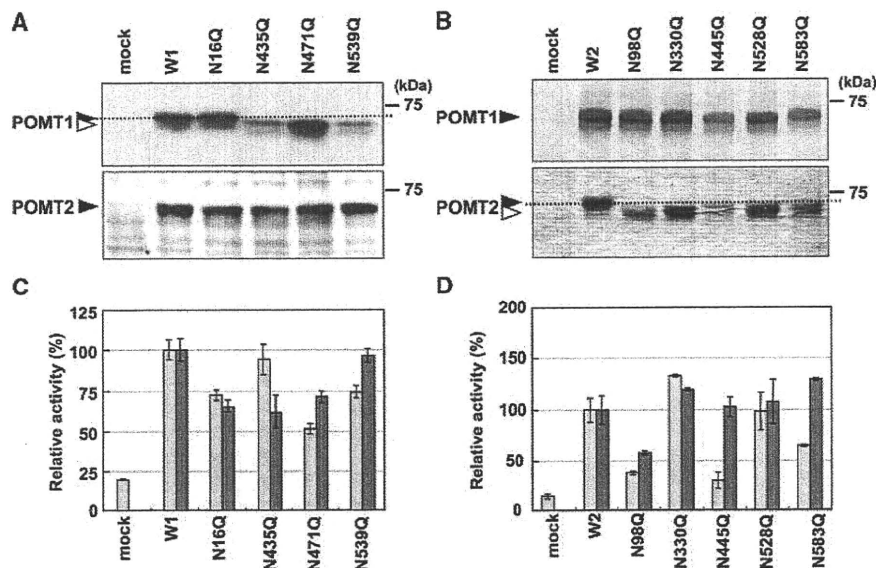 A
mock
W1
N16Q
N435Q
N471Q
N539Q
(kDa)
POMT1
75
POMT2
75
B
mock
W2
N98Q
N330Q
N445Q
N528Q
N583Q
(kDa)
POMT1
75
POMT2
75
C
Relative activity (%)
125
100
75
50
25
0
mock
W1
N16Q
N435Q
N471Q
N539Q
D
Relative activity (%)
200
150
100
50
0
mock
W2
N98Q
N330Q
N445Q
N528Q
N583Q